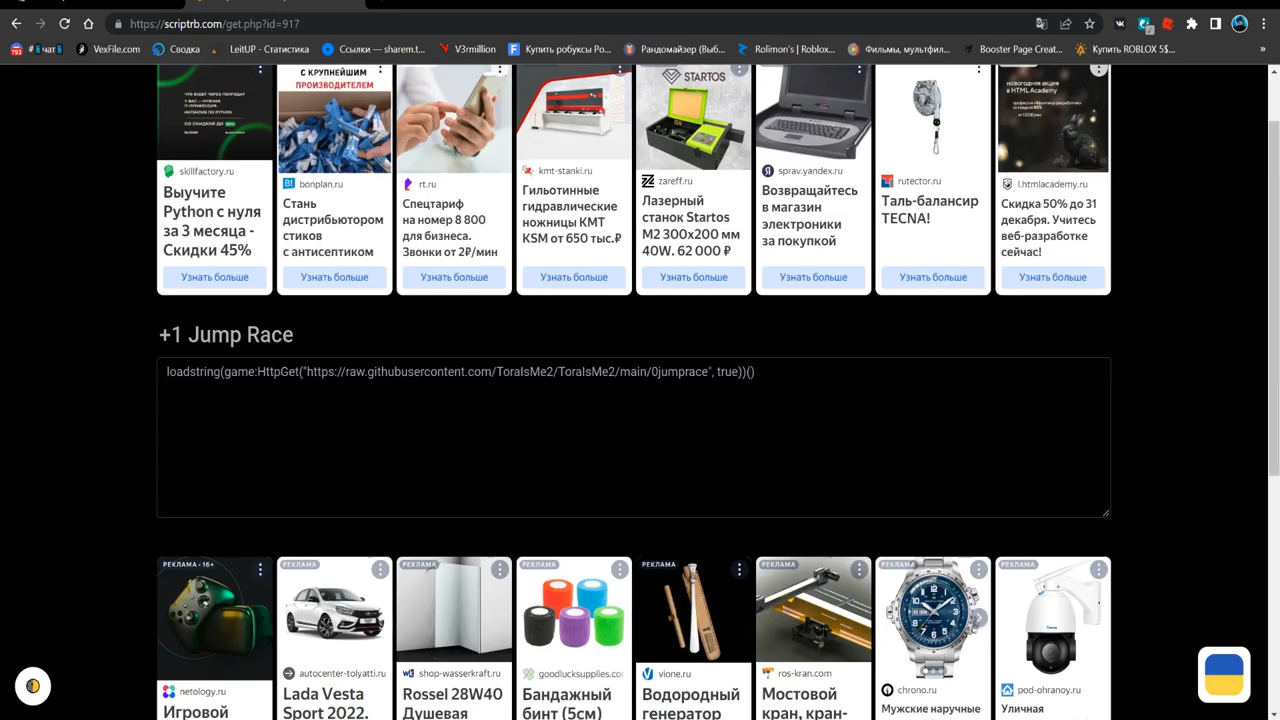 https://scriptrb.com/get.php?id=917
793 #чат
VexFile.com
Сводка
LeitUP - Статистика
Ссылки — sharem.t...
V3rmillion
Купить робуксы Ро...
Рандомайзер (Выб...
Rolimon's | Roblox...
Фильмы, мультфил...
Booster Page Creat...
Купить ROBLOX 5$...
»
skillfactory.ru
Выучите
Python с нуля
за 3 месяца -
Скидки 45%
Узнать больше
С КРУПНЕЙШИМ
ПРОИЗВОДИТЕЛЕМ
bonplan.ru
Стань
дистрибьютором
стиков
с антисептиком
Узнать больше
rt.ru
Спецтариф
на номер 8 800
для бизнеса.
Звонки от 2₽/мин
Узнать больше
kmt-stanki.ru
Гильотинные
гидравлические
ножницы КМТ
KSM от 650 тыс.₽
Узнать больше
STARTOS
zareff.ru
Лазерный
станок Startos
M2 300x200 мм
40W. 62 000 ₽
Узнать больше
sprav.yandex.ru
Возвращайтесь
в магазин
электроники
за покупкой
Узнать больше
rutector.ru
Таль-балансир
TECNA!
Узнать больше
НОВОГОДНЯЯ АКЦИЯ
в HTML Academy
l.htmlacademy.ru
Скидка 50% до 31
декабря. Учитесь
веб-разработке
сейчас!
Узнать больше
+1 Jump Race
loadstring(game:HttpGet("https://raw.githubusercontent.com/ToraIsMe2/ToraIsMe2/main/0jumprace", true))()
РЕКЛАМА • 16+
netology.ru
Игровой
РЕКЛАМА
autocenter-tolyatti.ru
Lada Vesta
Sport 2022.
РЕКЛАМА
shop-wasserkraft.ru
Rossel 28W40
Душевая
РЕКЛАМА
goodlucksupplies.cor
Бандажный
бинт (5см)
РЕКЛАМА
vione.ru
Водородный
генератор
РЕКЛАМА
ros-kran.com
Мостовой
кран, кран-
РЕКЛАМА
chrono.ru
Мужские наручные
РЕКЛАМА
pod-ohranoy.ru
Уличная